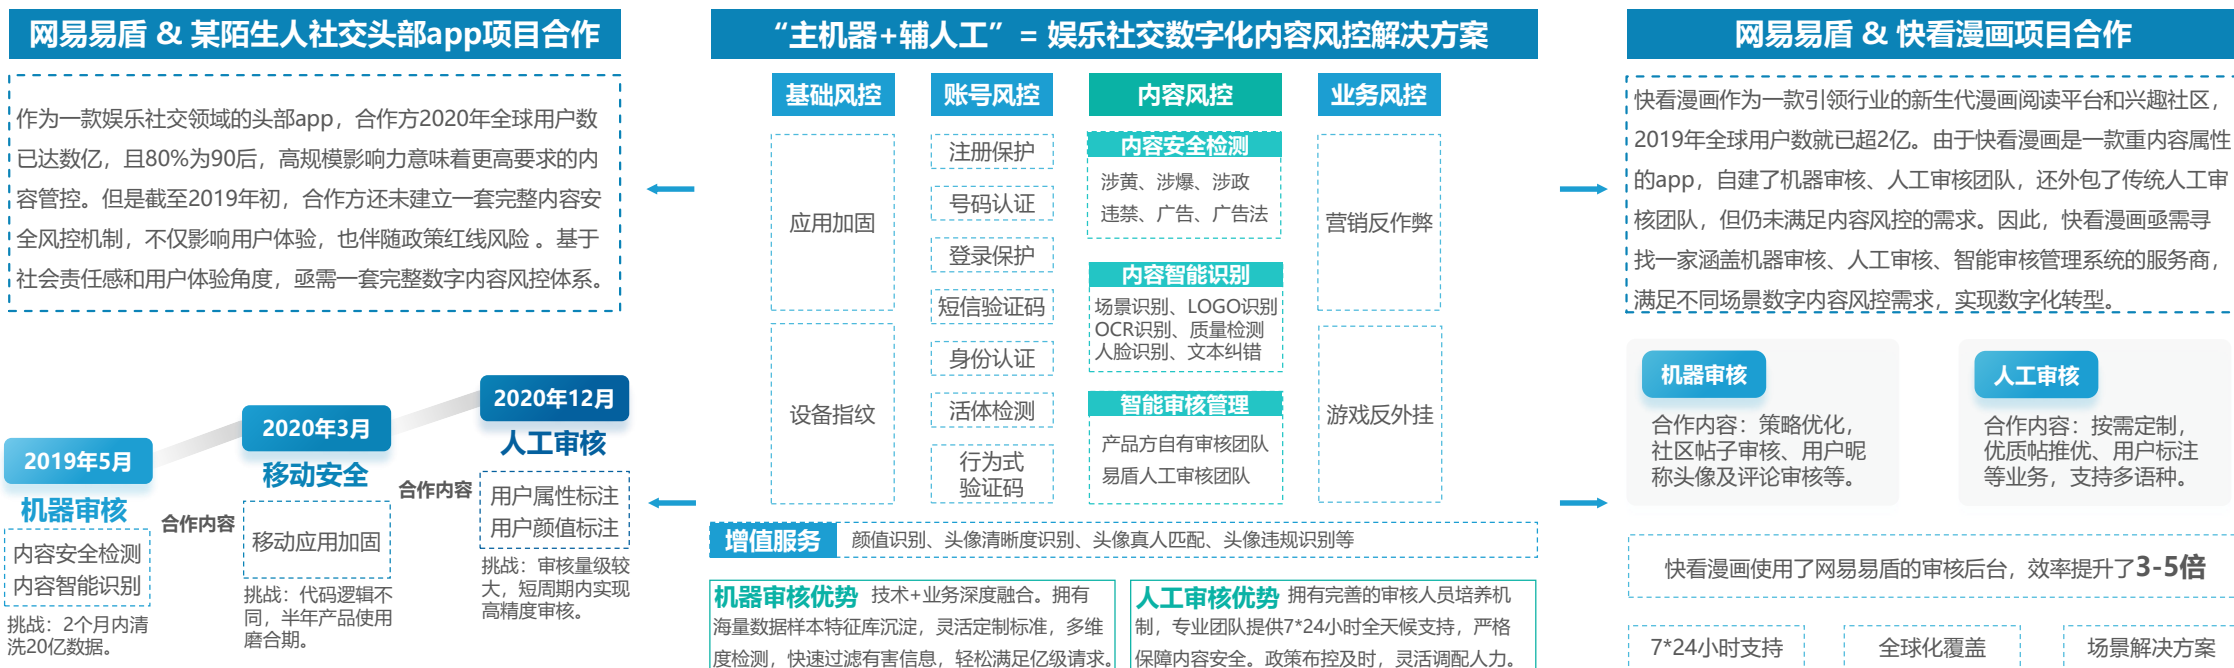 网易易盾 & 某陌生人社交头部app项目合作
作为一款娱乐社交领域的头部app，合作方2020年全球用户数
已达数亿，且80%为90后，高规模影响力意味着更高要求的内
容管控。但是截至2019年初，合作方还未建立一套完整内容安
全风控机制，不仅影响用户体验，也伴随政策红线风险 。基于
社会责任感和用户体验角度，亟需一套完整数字内容风控体系。
2019年5月
机器审核
内容安全检测
内容智能识别
挑战：2个月内清
洗20亿数据。
合作内容
2020年3月
移动安全
移动应用加固
挑战：代码逻辑不
同，半年产品使用
磨合期。
合作内容
2020年12月
人工审核
用户属性标注
用户颜值标注
挑战：审核量级较
大，短周期内实现
高精度审核。
“主机器+辅人工”= 娱乐社交数字化内容风控解决方案
基础风控
应用加固
设备指纹
账号风控
注册保护
号码认证
登录保护
短信验证码
身份认证
活体检测
行为式
验证码
内容风控
内容安全检测
涉黄、涉爆、涉政
违禁、广告、广告法
内容智能识别
场景识别、LOGO识别
OCR识别、质量检测
人脸识别、文本纠错
智能审核管理
产品方自有审核团队
易盾人工审核团队
业务风控
营销反作弊
游戏反外挂
增值服务 颜值识别、头像清晰度识别、头像真人匹配、头像违规识别等
机器审核优势 技术+业务深度融合。拥有
海量数据样本特征库沉淀，灵活定制标准，多维
度检测，快速过滤有害信息，轻松满足亿级请求。
人工审核优势 拥有完善的审核人员培养机
制，专业团队提供7*24小时全天候支持，严格
保障内容安全。政策布控及时，灵活调配人力。
网易易盾 & 快看漫画项目合作
快看漫画作为一款引领行业的新生代漫画阅读平台和兴趣社区，
2019年全球用户数就已超2亿。由于快看漫画是一款重内容属性
的app，自建了机器审核、人工审核团队，还外包了传统人工审
核团队，但仍未满足内容风控的需求。因此，快看漫画亟需寻
找一家涵盖机器审核、人工审核、智能审核管理系统的服务商，
满足不同场景数字内容风控需求，实现数字化转型。
机器审核
合作内容：策略优化，
社区帖子审核、用户昵
称头像及评论审核等。
人工审核
合作内容：按需定制，
优质帖推优、用户标注
等业务，支持多语种。
快看漫画使用了网易易盾的审核后台，效率提升了3-5倍
7*24小时支持
全球化覆盖
场景解决方案